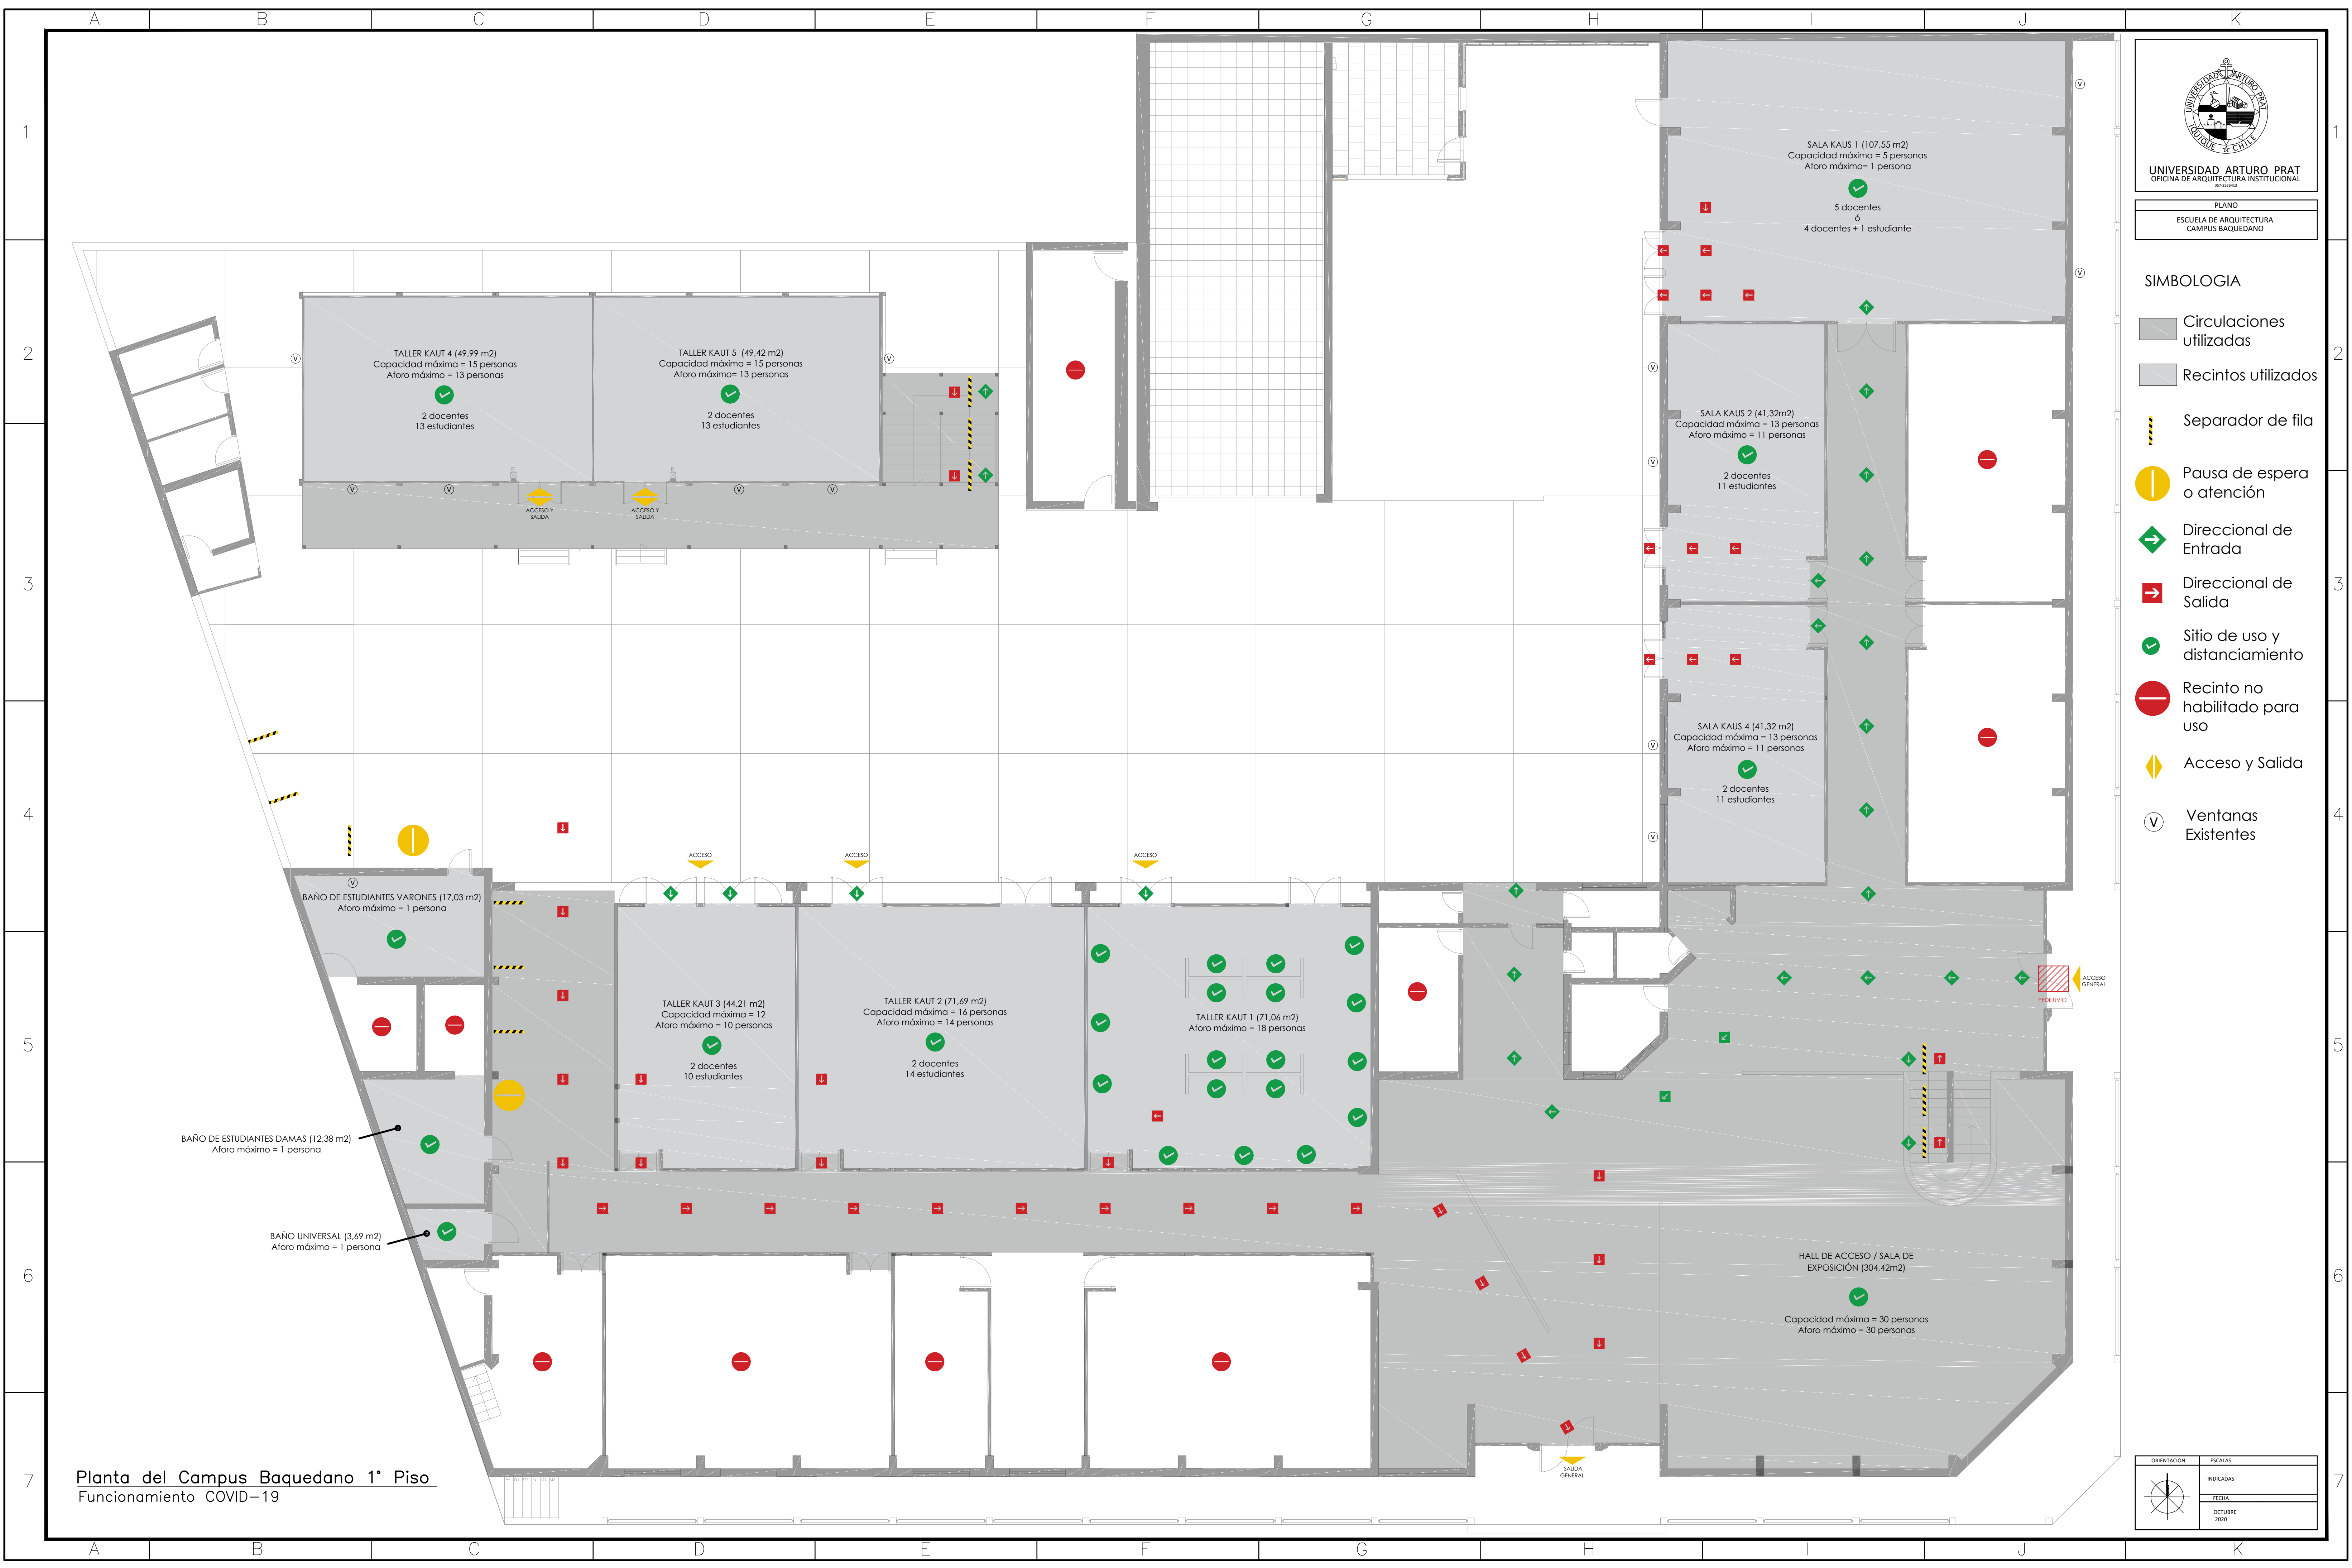 A B C D E F G H I J K
1
2
3
4
5
6
7
UNIVERSIDAD ARTURO PRAT
IQUIQUE ☆ CHILE
UNIVERSIDAD ARTURO PRAT
OFICINA DE ARQUITECTURA INSTITUCIONAL
PLANO
ESCUELA DE ARQUITECTURA
CAMPUS BAQUEDANO
SIMBOLOGIA
Circulaciones
utilizadas
Recintos utilizados
Separador de fila
Pausa de espera
o atención
Direccional de
Entrada
Direccional de
Salida
Sitio de uso y
distanciamiento
Recinto no
habilitado para
uso
Acceso y Salida
V
Ventanas
Existentes
SALA KAUS 1 (107,55 m2)
Capacidad máxima = 5 personas
Aforo máximo= 1 persona
5 docentes
ó
4 docentes + 1 estudiante
TALLER KAUT 4 (49,99 m2)
Capacidad máxima = 15 personas
Aforo máximo = 13 personas
2 docentes
13 estudiantes
TALLER KAUT 5 (49,42 m2)
Capacidad máxima = 15 personas
Aforo máximo= 13 personas
2 docentes
13 estudiantes
ACCESO Y
SALIDA
ACCESO Y
SALIDA
SALA KAUS 2 (41,32m2)
Capacidad máxima = 13 personas
Aforo máximo = 11 personas
2 docentes
11 estudiantes
SALA KAUS 4 (41,32 m2)
Capacidad máxima = 13 personas
Aforo máximo = 11 personas
2 docentes
11 estudiantes
ACCESO
ACCESO
ACCESO
BAÑO DE ESTUDIANTES VARONES (17,03 m2)
Aforo máximo = 1 persona
TALLER KAUT 3 (44,21 m2)
Capacidad máxima = 12
Aforo máximo = 10 personas
2 docentes
10 estudiantes
TALLER KAUT 2 (71,69 m2)
Capacidad máxima = 16 personas
Aforo máximo = 14 personas
2 docentes
14 estudiantes
TALLER KAUT 1 (71,06 m2)
Aforo máximo = 18 personas
ACCESO
GENERAL
PEDILUVIO
BAÑO DE ESTUDIANTES DAMAS (12,38 m2)
Aforo máximo = 1 persona
BAÑO UNIVERSAL (3,69 m2)
Aforo máximo = 1 persona
HALL DE ACCESO / SALA DE
EXPOSICIÓN (304,42m2)
Capacidad máxima = 30 personas
Aforo máximo = 30 personas
SALIDA
GENERAL
Planta del Campus Baquedano 1° Piso
Funcionamiento COVID-19
ORIENTACION
ESCALAS
INDICADAS
FECHA
OCTUBRE
2020
A B C D E F G H I J K